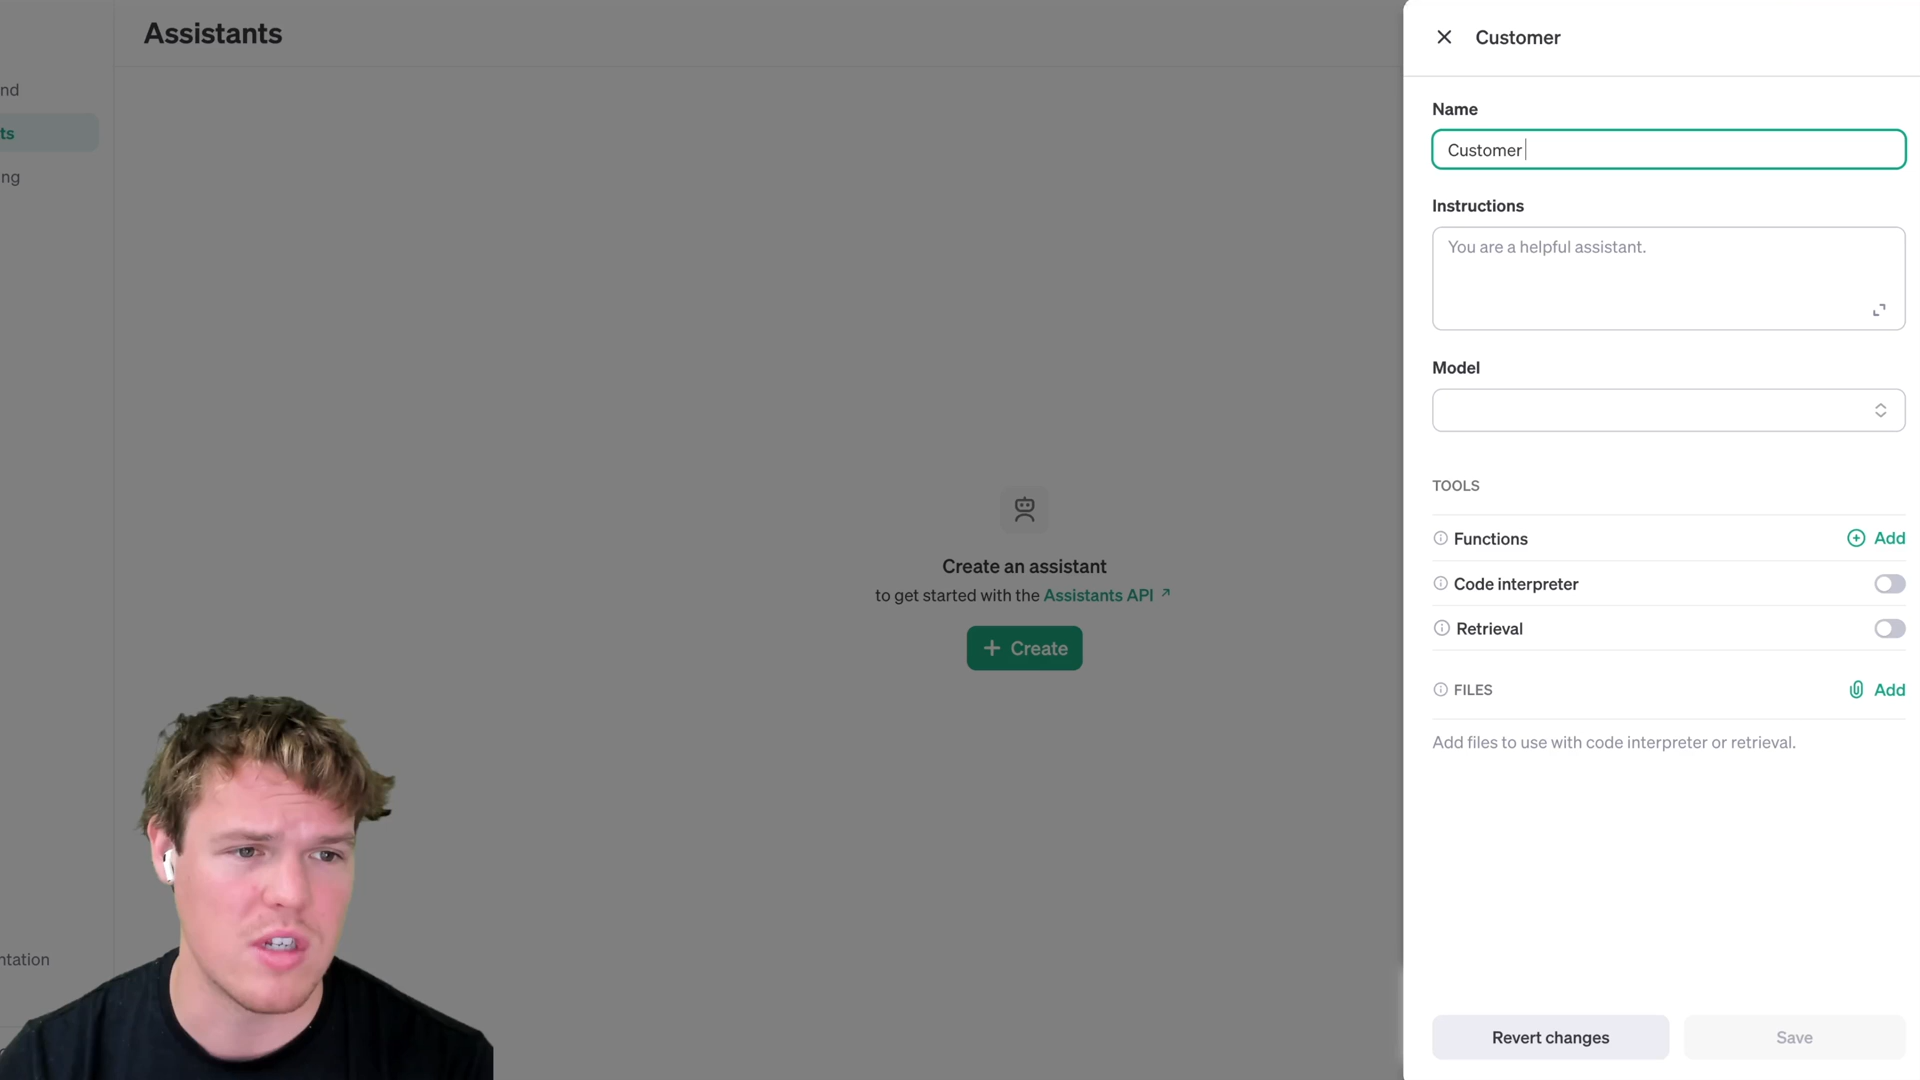 Assistants
nd
ts
ng
ntation
Create an assistant
to get started with the Assistants API
Create
Customer
Name
Customer
Instructions
You are a helpful assistant.
Model
TOOLS
Functions
Add
Code interpreter
Retrieval
FILES
Add
Add files to use with code interpreter or retrieval.
Revert changes
Save